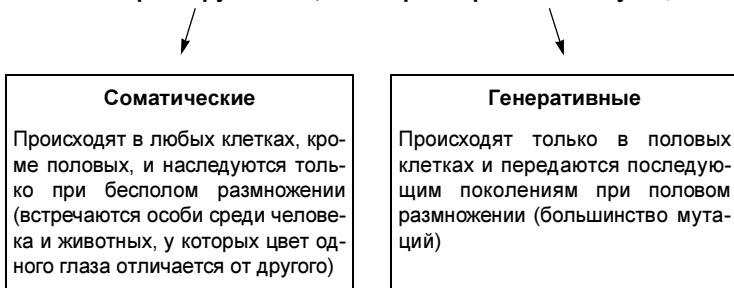 Соматические
Происходят в любых клетках, кро-
ме половых, и наследуются толь-
ко при бесполом размножении
(встречаются особи среди челове-
ка и животных, у которых цвет од-
ного глаза отличается от другого)
Генеративные
Происходят только в половых
клетках и передаются последую-
щим поколениям при половом
размножении (большинство мута-
ций)